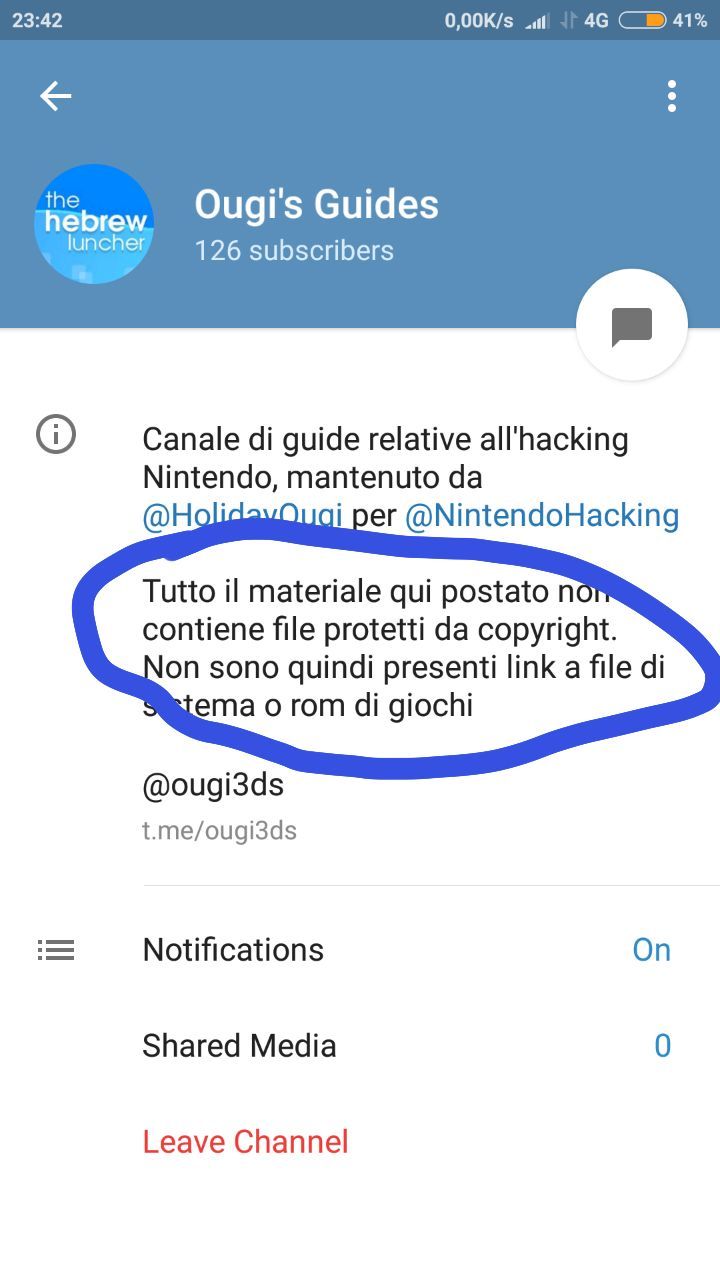 23:42 0,00K/s 4G 41%
the
hebrew
luncher
Ougi's Guides
126 subscribers
Canale di guide relative all'hacking
Nintendo, mantenuto da
@HolidayOugi per @NintendoHacking
Tutto il materiale qui postato non
contiene file protetti da copyright.
Non sono quindi presenti link a file di
sistema o rom di giochi
@ougi3ds
t.me/ougi3ds
Notifications On
Shared Media 0
Leave Channel